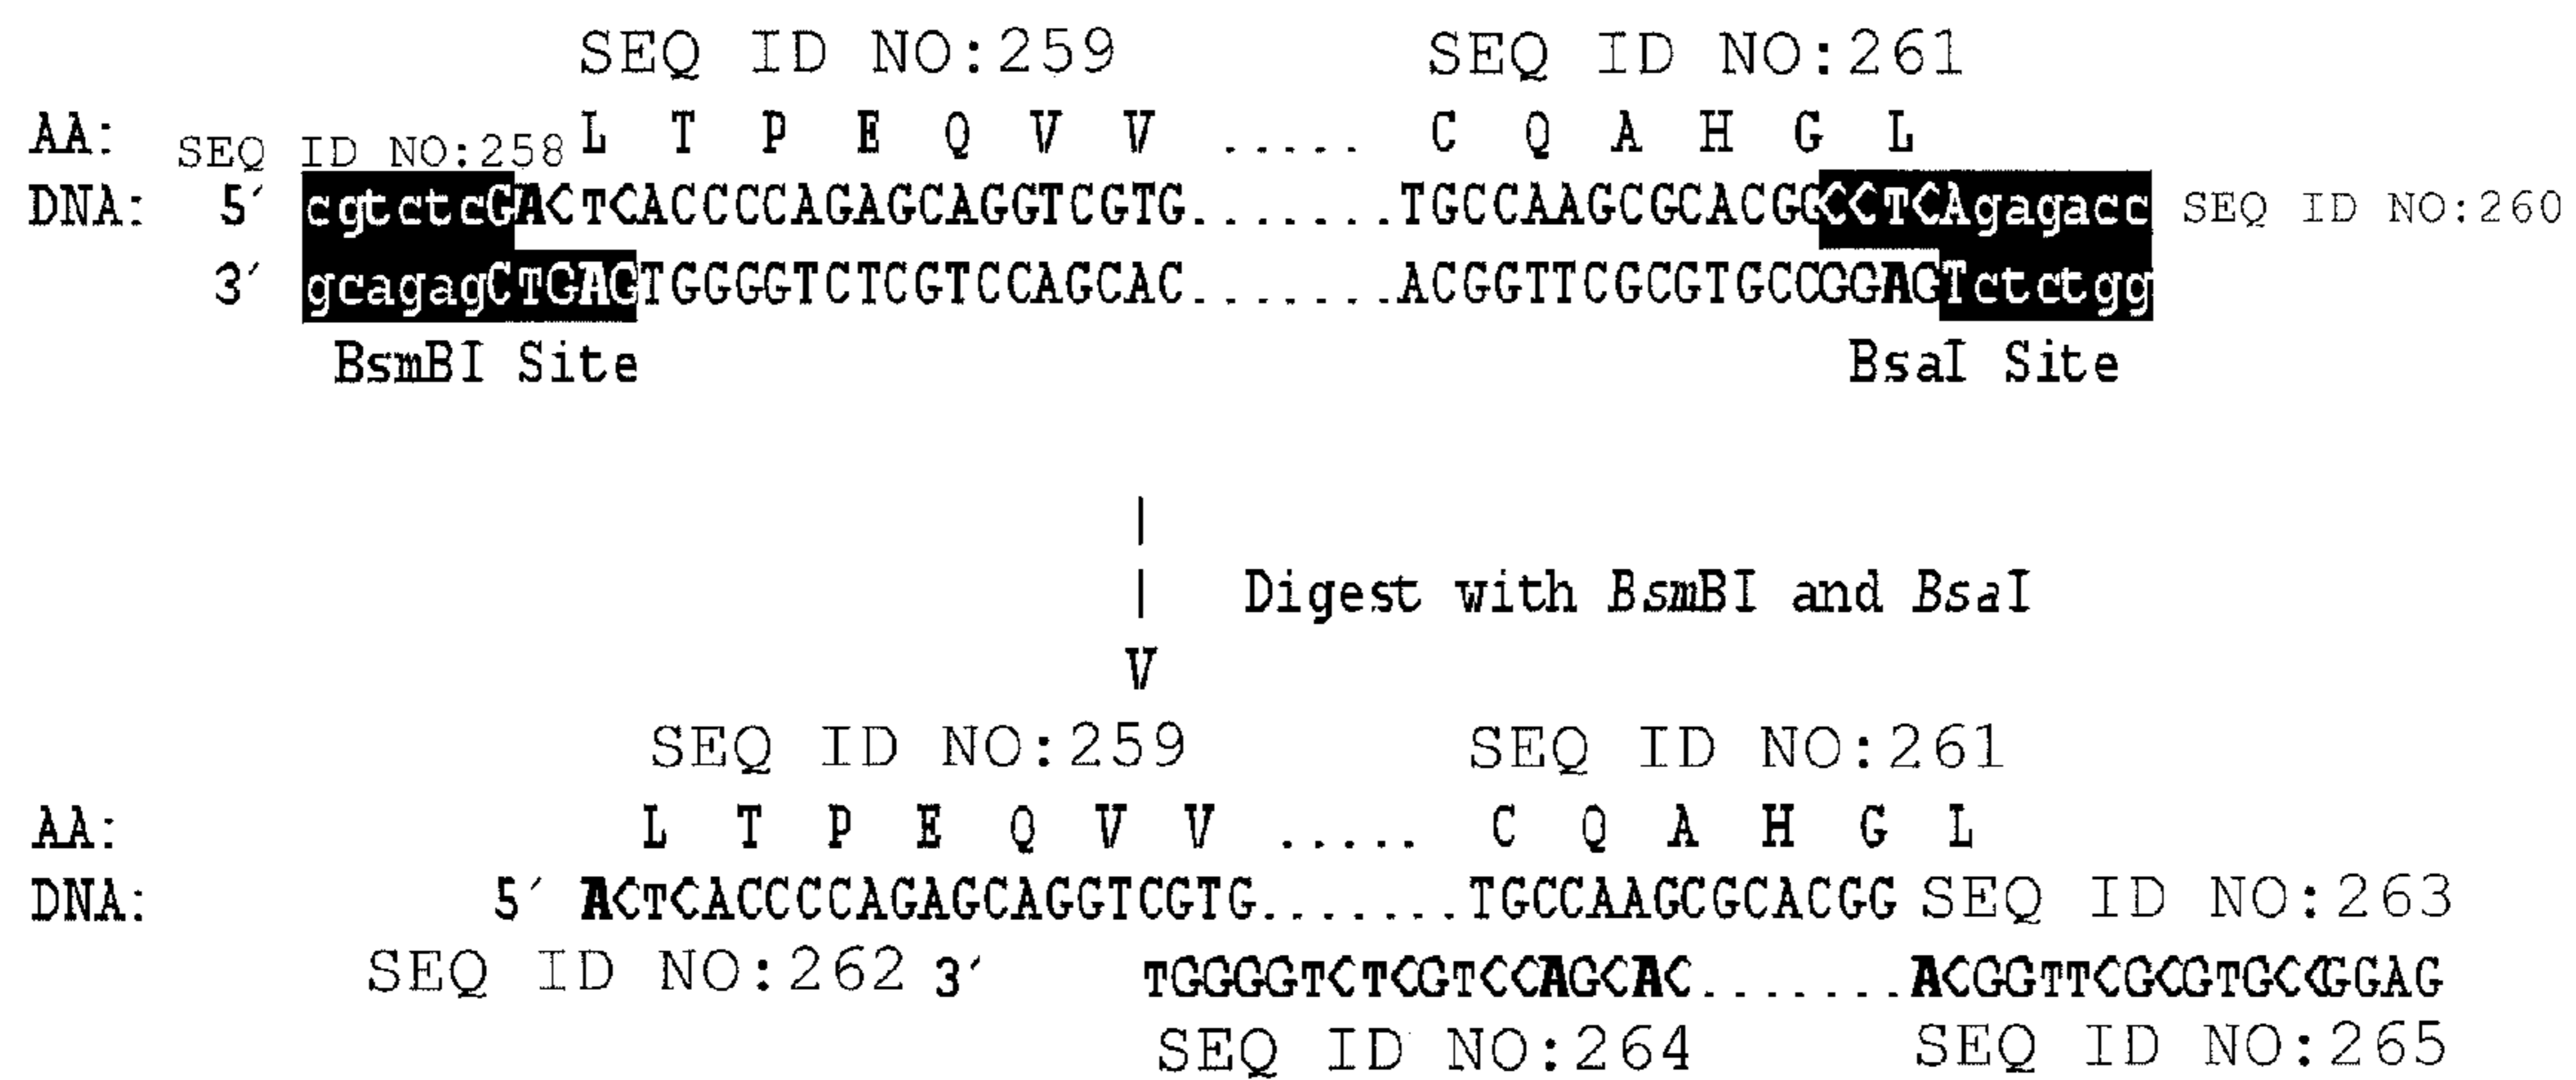 SEQ ID NO:259 SEQ ID NO:261
AA: SEQ ID NO:258 L T P E Q V V ..... C Q A H G L
DNA: 5′ cgtctcGACTCACCCCAGAGCAGGTCGTG.......TGCCAAGCGCACGGCCTCAgagacc SEQ ID NO:260
3′ gcagagCTGAGTGGGGTCTCGTCCAGCAC.......ACGGTTCGCGTGCCGGAGTctctgg
BsmBI Site BsaI Site
|
| Digest with BsmBI and BsaI
V
SEQ ID NO:259 SEQ ID NO:261
AA: L T P E Q V V ..... C Q A H G L
DNA: 5′ ACTCACCCCAGAGCAGGTCGTG.......TGCCAAGCGCACGG SEQ ID NO:263
SEQ ID NO:262 3′ TGGGGTCTCGTCCAGCAC.......ACGGTTCGCGTGCCGGAG
SEQ ID NO:264 SEQ ID NO:265